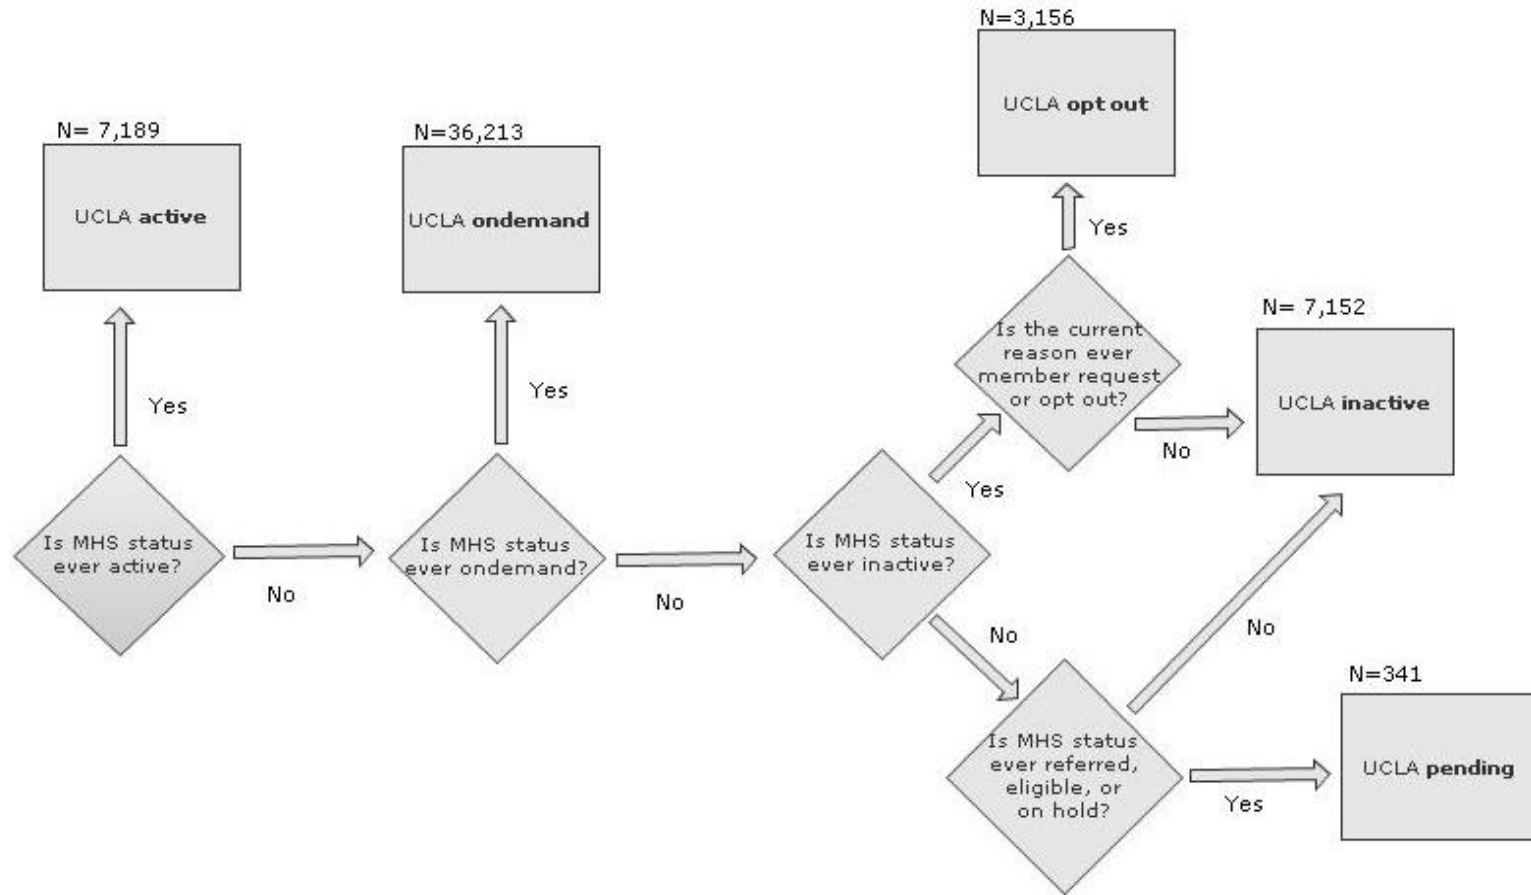 N=3,156
UCLA opt out
N= 7,189
N=36,213
UCLA active
UCLA ondemand
Yes
Is the current
reason ever
member request
or opt out?
N= 7,152
UCLA inactive
Yes
Yes
No
Yes
Is MHS status
ever active?
No
Is MHS status
ever ondemand?
No
Is MHS status
ever inactive?
No
No
N=341
Is MHS status
ever referred,
eligible, or
on hold?
UCLA pending
Yes